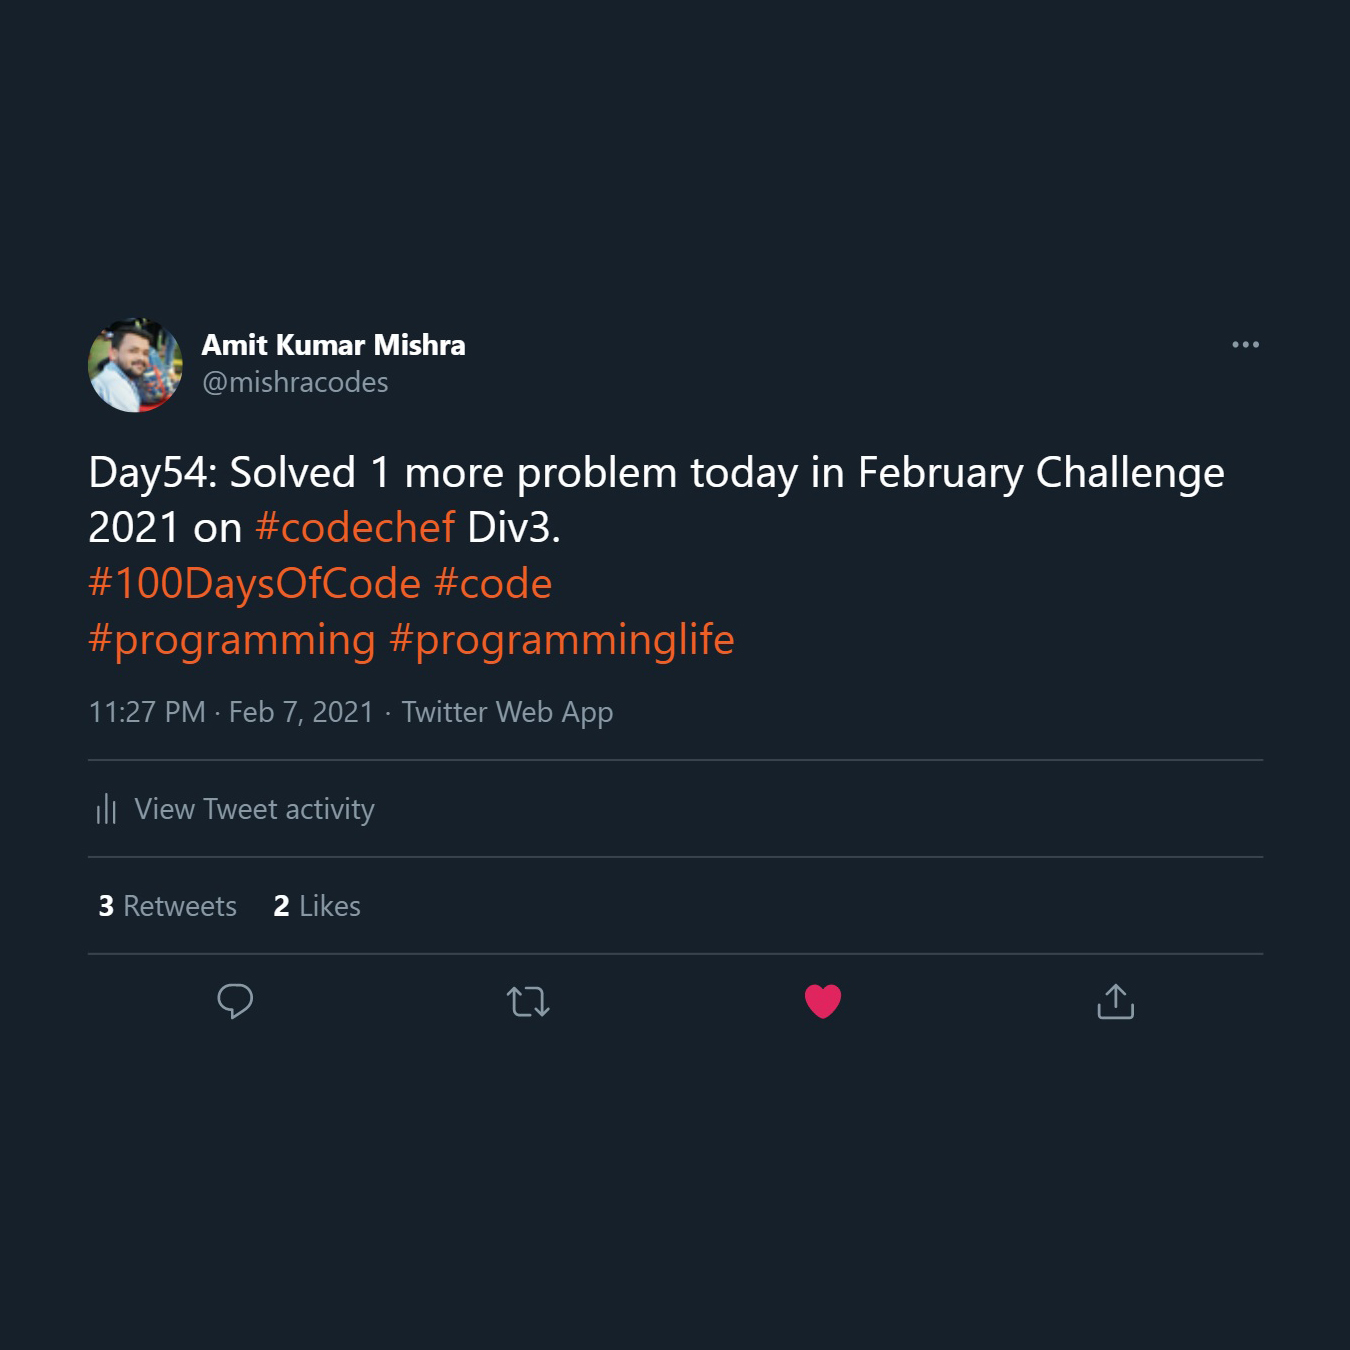 Amit Kumar Mishra
@mishracodes
Day54: Solved 1 more problem today in February Challenge
2021 on #codechef Div3.
#100DaysOfCode #code
#programming #programminglife
11:27 PM · Feb 7, 2021 · Twitter Web App
View Tweet activity
3 Retweets 2 Likes